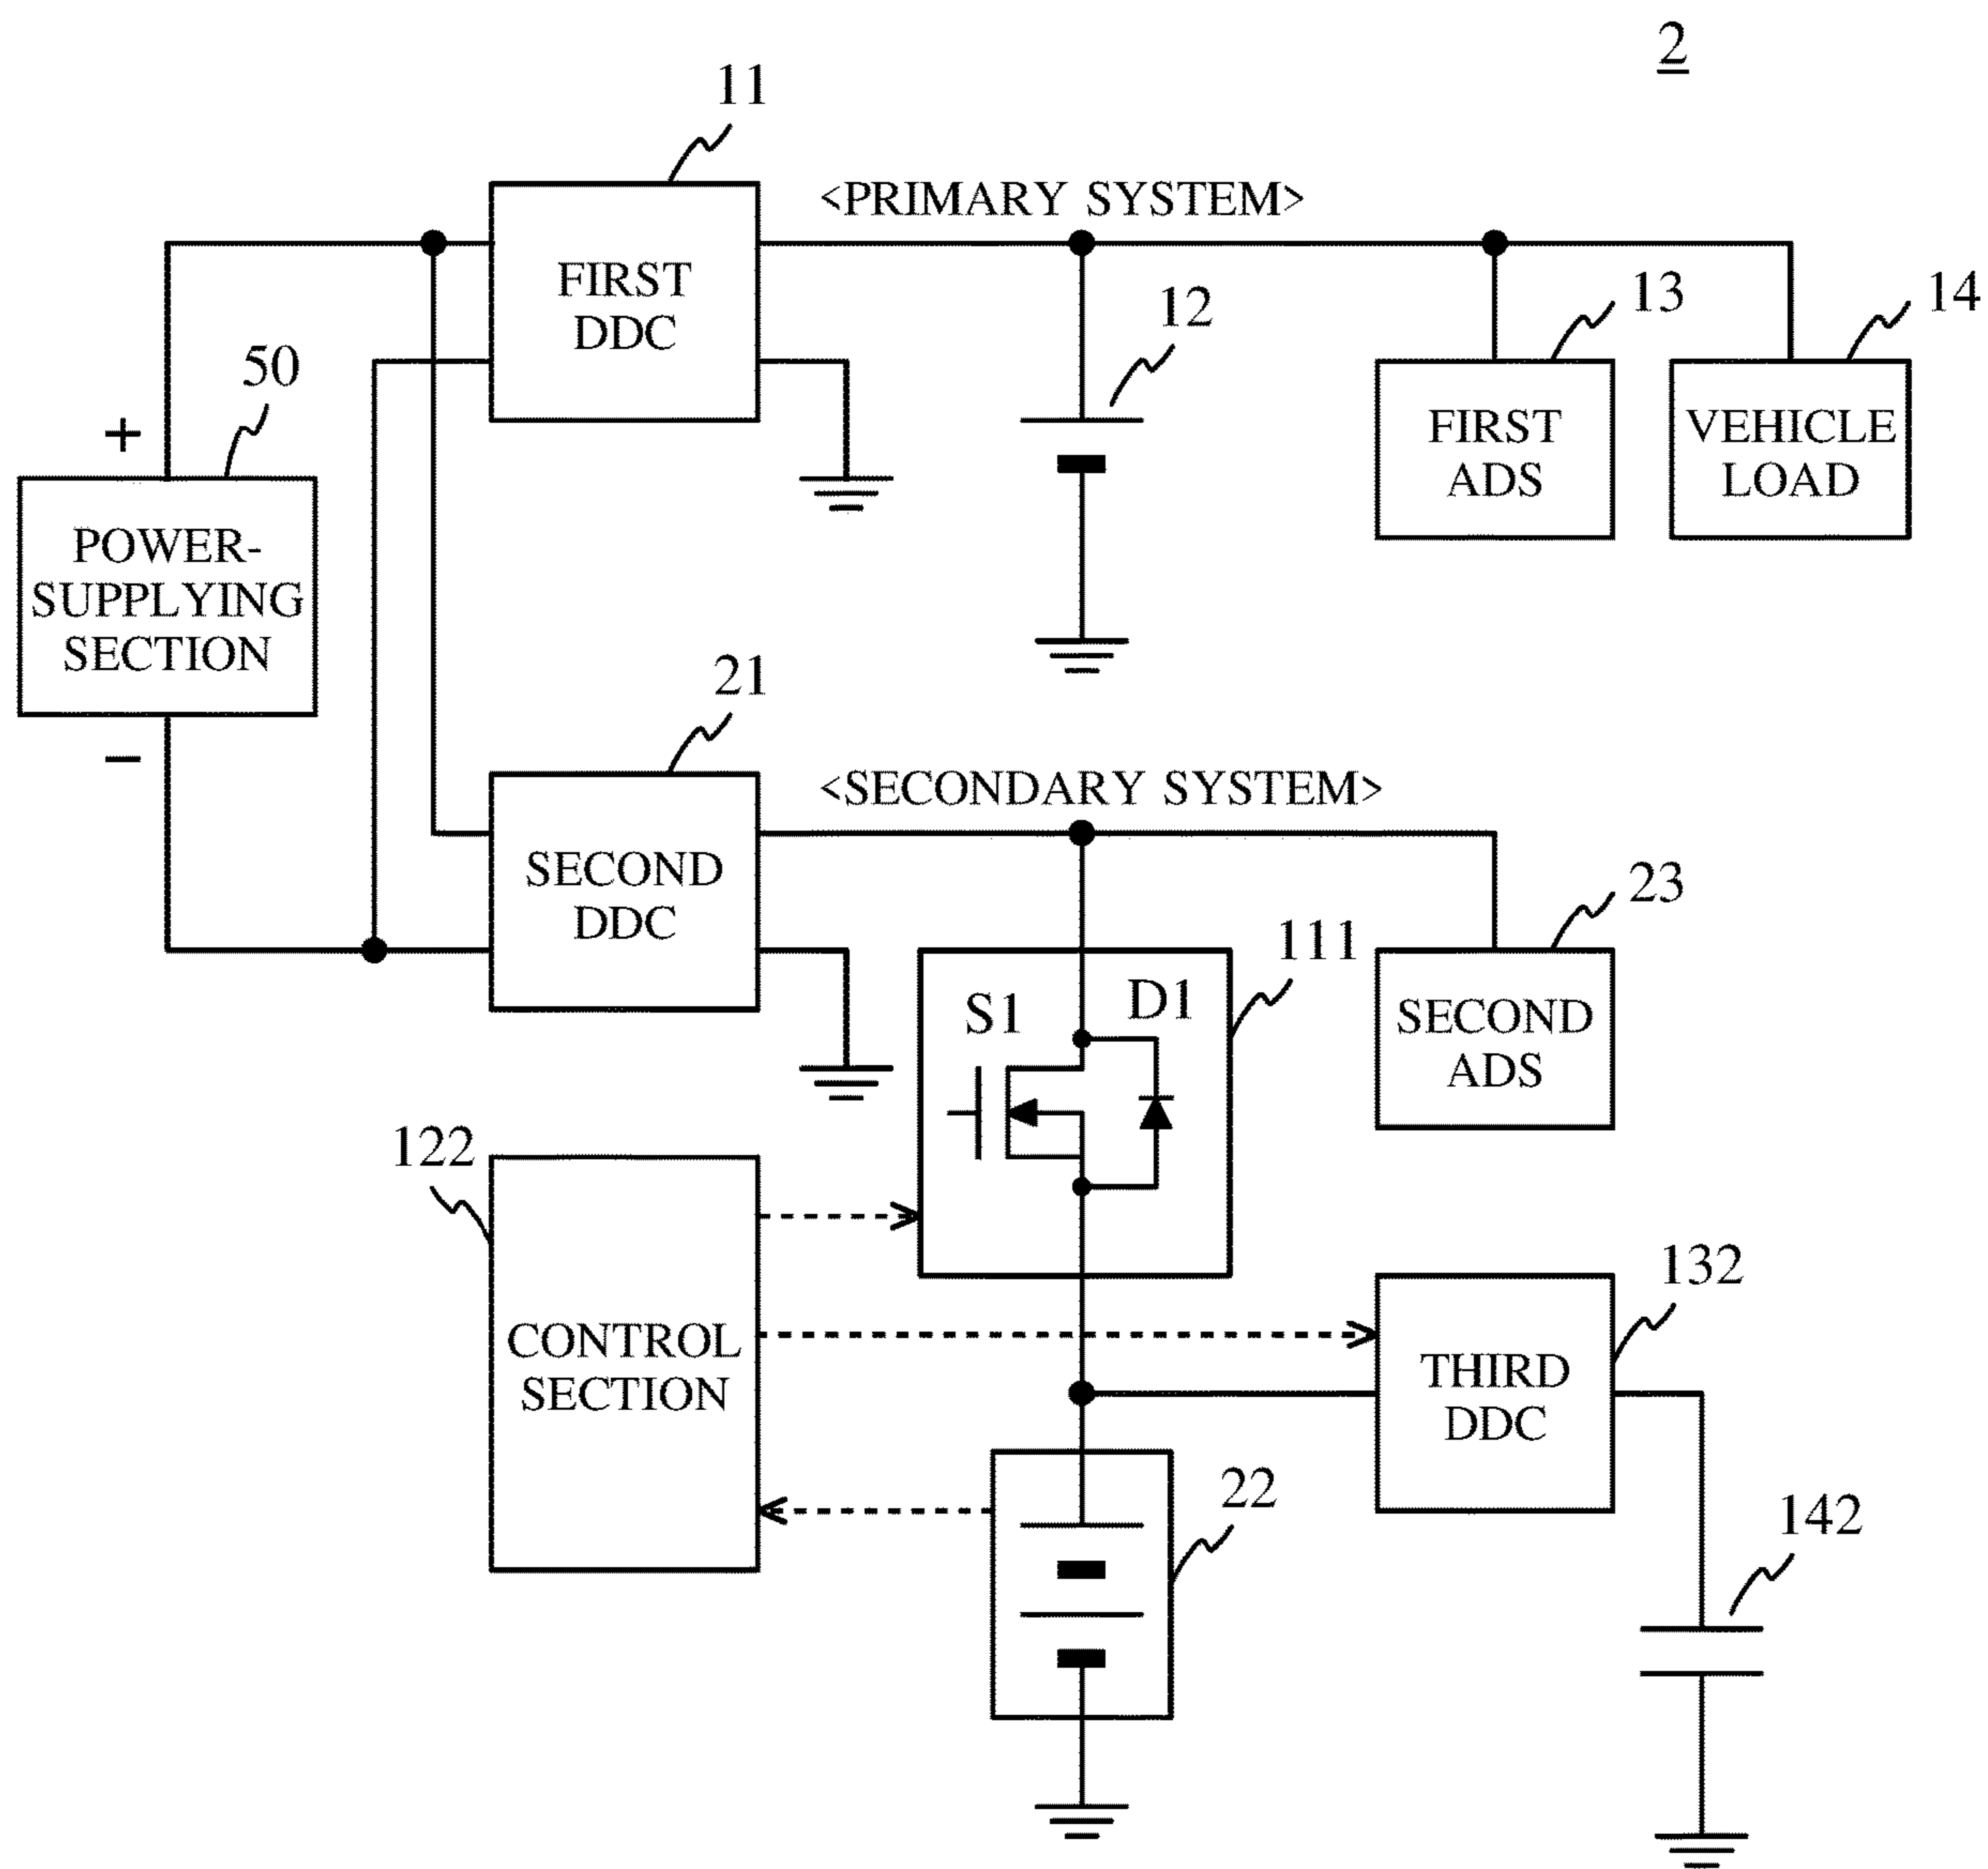 2
11
<PRIMARY SYSTEM>
FIRST
DDC
12
13
14
50
+
FIRST
ADS
VEHICLE
LOAD
POWER-
SUPPLYING
SECTION
−
21
<SECONDARY SYSTEM>
SECOND
DDC
23
111
S1
D1
SECOND
ADS
122
CONTROL
SECTION
132
THIRD
DDC
22
142